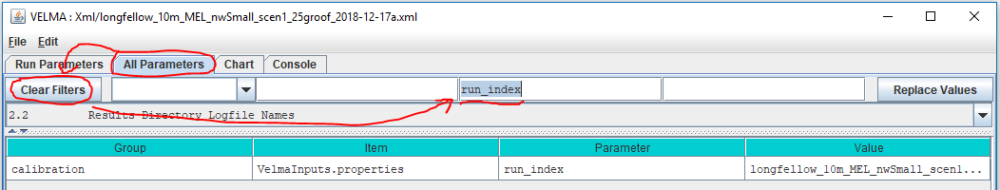 VELMA : Xml/longfellow_10m_MEL_nwSmall_scen1_25groof_2018-12-17a.xml
File Edit
Run Parameters All Parameters Chart Console
Clear Filters run_index Replace Values
2.2 Results Directory Logfile Names
Group Item Parameter Value
calibration VelmaInputs.properties run_index longfellow_10m_MEL_nwSmall_scen1...